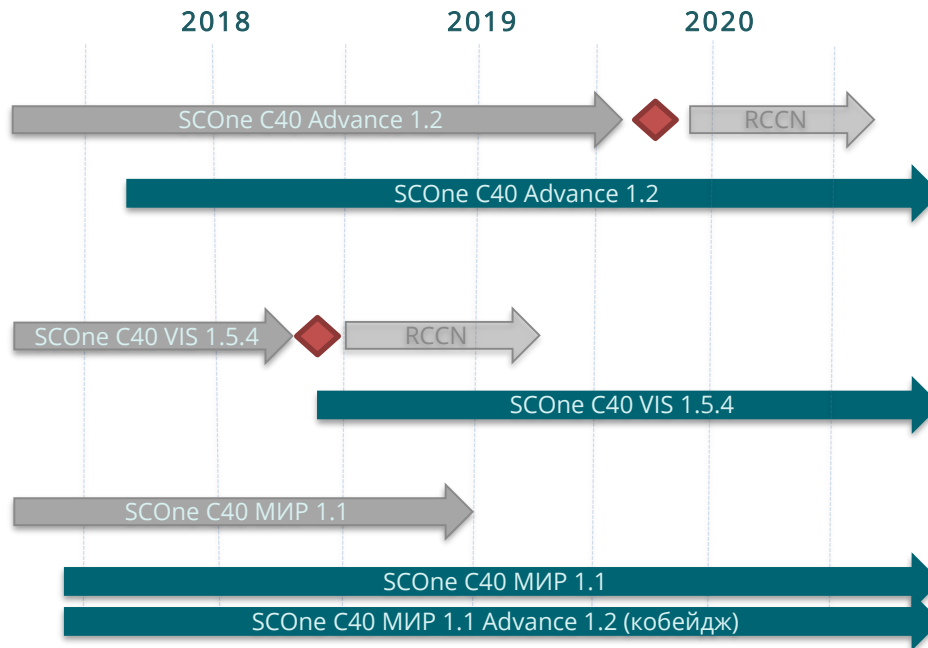 2018 2019 2020
SCOne C40 Advance 1.2 RCCN
SCOne C40 Advance 1.2
SCOne C40 VIS 1.5.4 RCCN
SCOne C40 VIS 1.5.4
SCOne C40 МИР 1.1
SCOne C40 МИР 1.1
SCOne C40 МИР 1.1 Advance 1.2 (кобейдж)